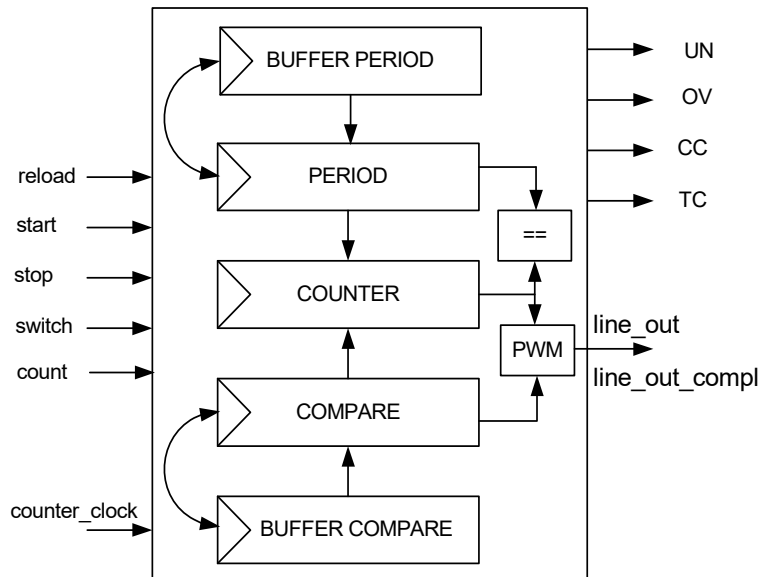 BUFFER PERIOD
UN
OV
CC
TC
reload
start
stop
switch
count
PERIOD
==
COUNTER
PWM
line_out
line_out_compl
COMPARE
counter_clock
BUFFER COMPARE